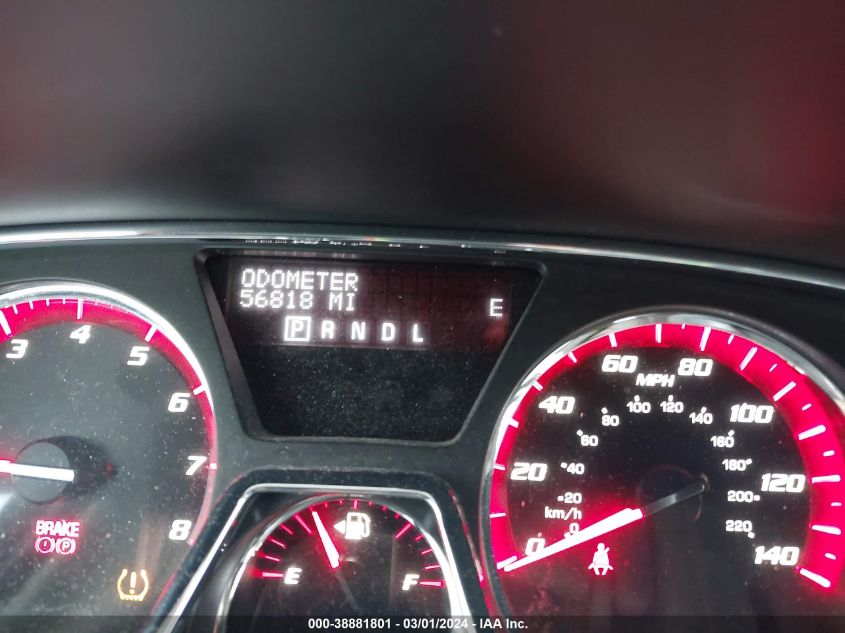 ODOMETER
56818 MI
E
P R N D L
3 4 5 6 7 8
BRAKE
P
E F
0 20 40 60 80 100 120 140
MPH
0 20 40 60 80 100 120 140 160 180 200 220
km/h
000-38881801 - 03/01/2024 - IAA Inc.